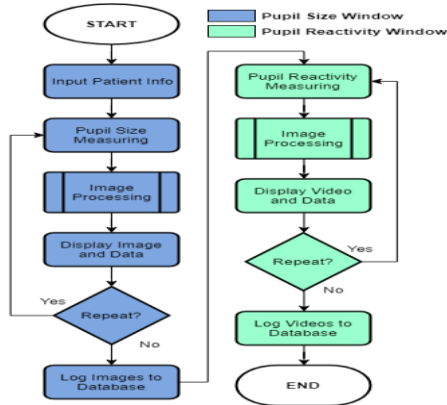 START
Pupil Size Window
Pupil Reactivity Window
Input Patient Info
Pupil Size
Measuring
Image
Processing
Display Image
and Data
Yes
Repeat?
No
Log Images to
Database
Pupil Reactivity
Measuring
Image
Processing
Display Video
and Data
Yes
Repeat?
No
Log Videos to
Database
END